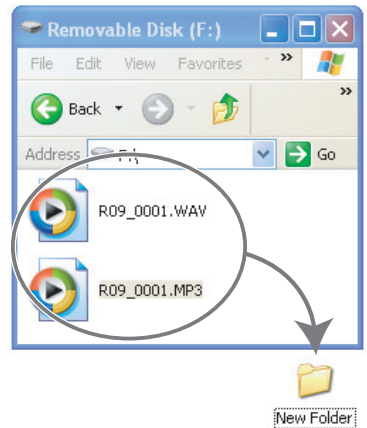 Removable Disk (F:)
File Edit View Favorites »
Back »
Address F:\ Go
R09_0001.WAV
R09_0001.MP3
New Folder